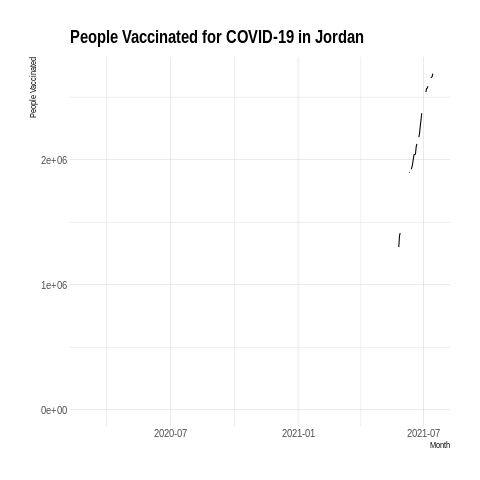 People Vaccinated for COVID-19 in Jordan
People Vaccinated
2e+06
1e+06
0e+00
2020-07
2021-01
2021-07
Month